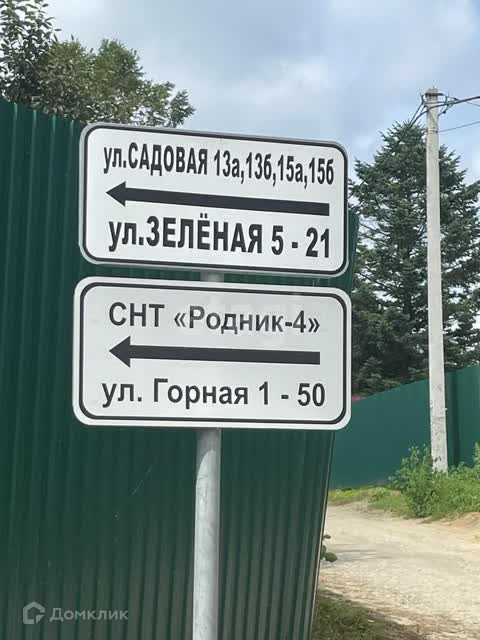 ул.САДОВАЯ 13а,13б,15а,15б
ул.ЗЕЛЁНАЯ 5 - 21
СНТ «Родник-4»
ул. Горная 1 - 50
Домклик